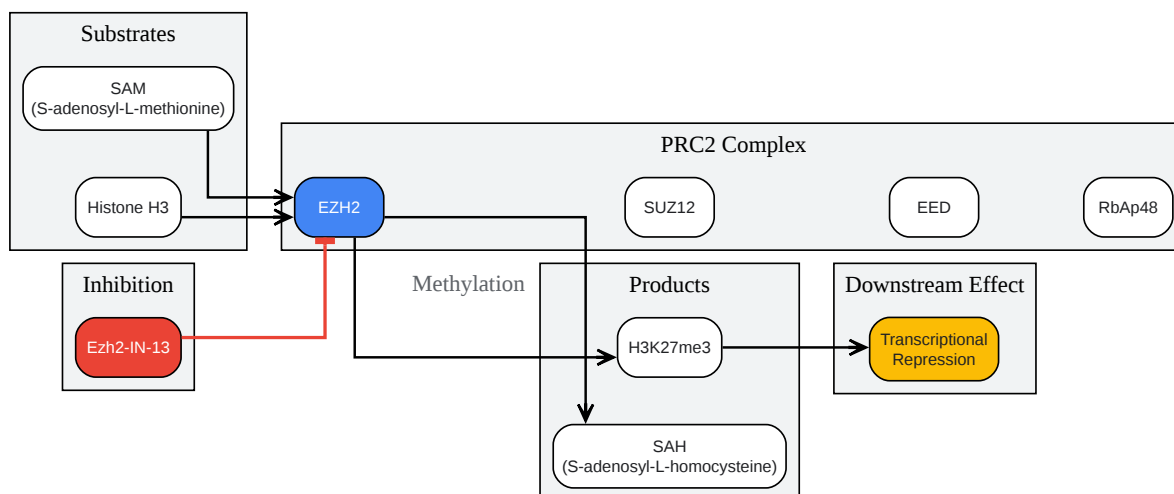 Substrates
SAM
(S-adenosyl-L-methionine)
Histone H3
PRC2 Complex
EZH2
SUZ12
EED
RbAp48
Inhibition
Ezh2-IN-13
Methylation
Products
H3K27me3
SAH
(S-adenosyl-L-homocysteine)
Downstream Effect
Transcriptional
Repression